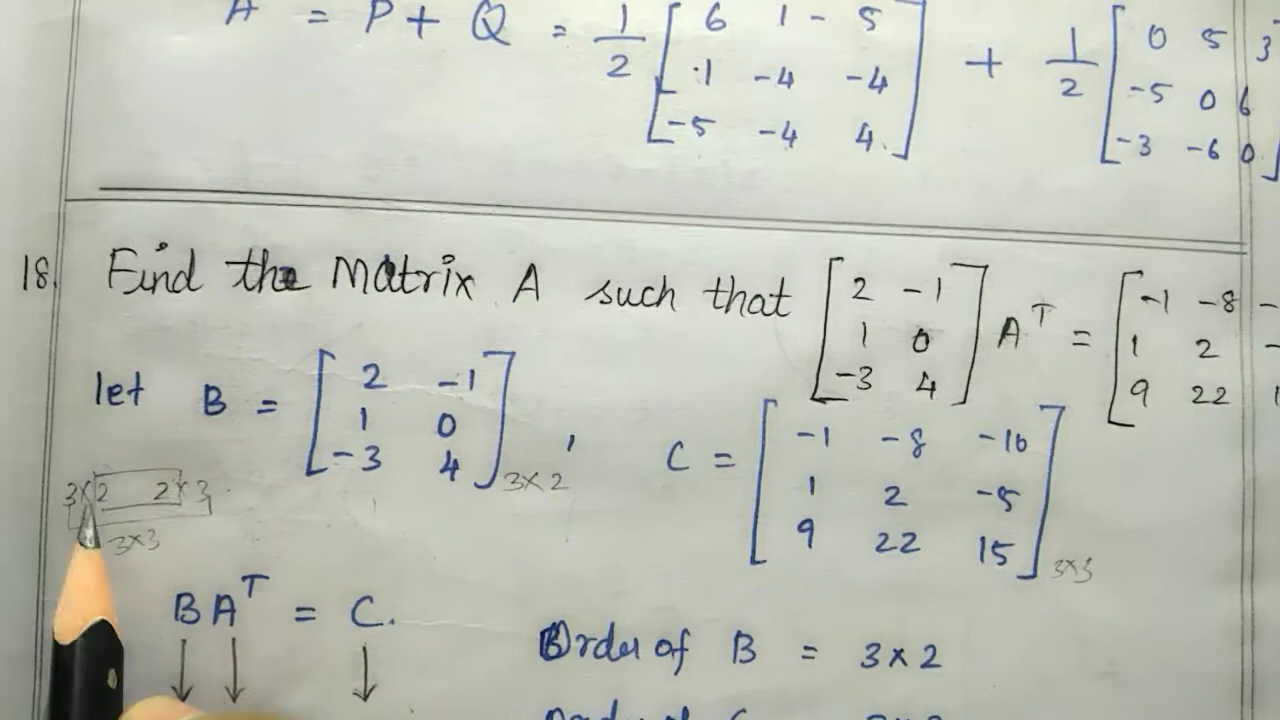 A = P + Q = 1/2 [ 6 1 - 5 + 1/2 [ 0 5 3
1 -4 -4 ] -5 0 6
-5 -4 4. ] -3 -6 0 ]
18. Find the Matrix A such that [ 2 -1 ] A^T = [ -1 -8 -
1 0 1 2 -
-3 4 9 22 1
let B = [ 2 -1 ] , C = [ -1 -8 -10 ]
1 0 1 2 -5
-3 4 3×2 9 22 15 3×3
3×2 2×3
3×3
BA^T = C.
↓ ↓ ↓
Order of B = 3×2